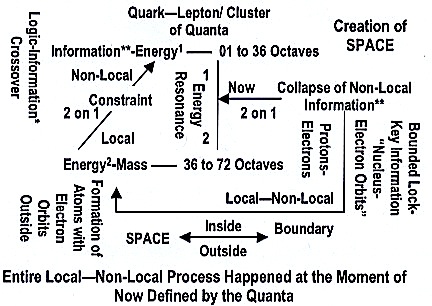 Quark—Lepton/ Cluster
of Quanta
Creation of
SPACE
Logic-Information*
Crossover
Information**-Energy1 — 01 to 36 Octaves
Non-Local
Constraint
2 on 1
Local
Energy
Resonance
1
2
Now
2 on 1
Collapse of Non-Local
Information**
Energy2-Mass — 36 to 72 Octaves
Protons-
Electrons
Bounded Lock-
Key Information
"Nucleus-
Electron Orbits"
Formation of
Atoms with
Electron
Orbits
Outside
Local—Non-Local
SPACE
Inside
Outside
Boundary
Entire Local—Non-Local Process Happened at the Moment of
Now Defined by the Quanta